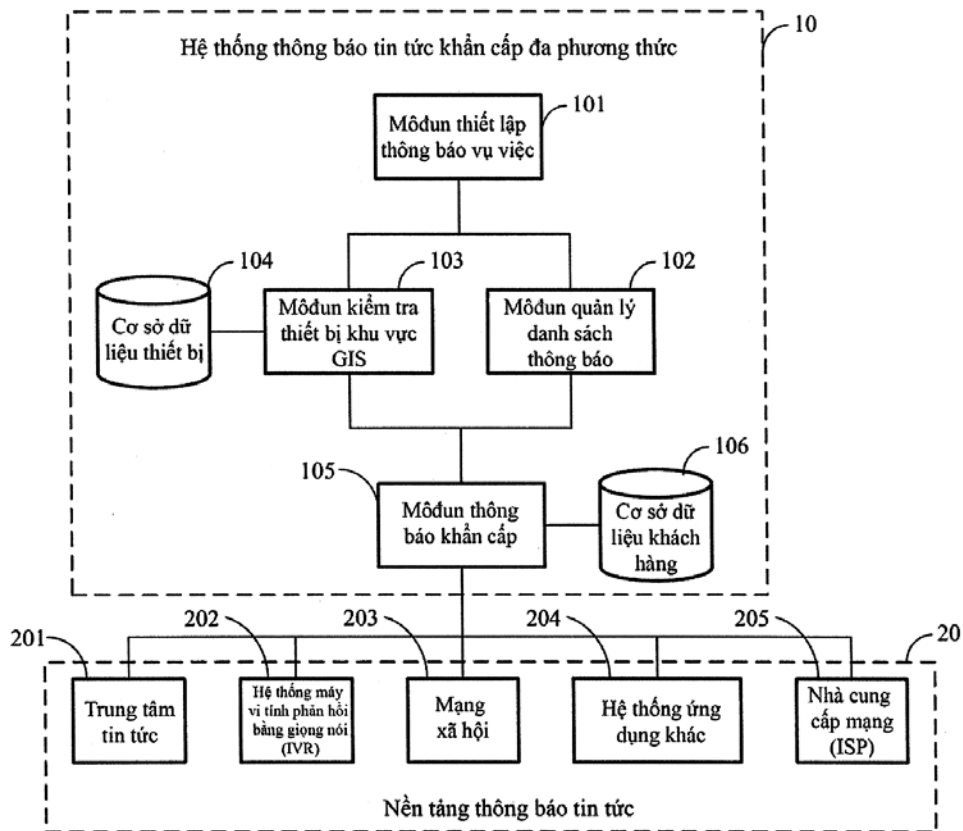 10
Hệ thống thông báo tin tức khẩn cấp đa phương thức
101
Môđun thiết lập
thông báo vụ việc
104
103
102
Cơ sở dữ
liệu thiết bị
Môđun kiểm tra
thiết bị khu vực
GIS
Môđun quản lý
danh sách
thông báo
105
106
Môđun thông
báo khẩn cấp
Cơ sở dữ
liệu khách
hàng
201
202
203
204
205
20
Trung tâm
tin tức
Hệ thống máy
vi tính phản hồi
bằng giọng nói
(IVR)
Mạng
xã hội
Hệ thống ứng
dụng khác
Nhà cung
cấp mạng
(ISP)
Nền tảng thông báo tin tức